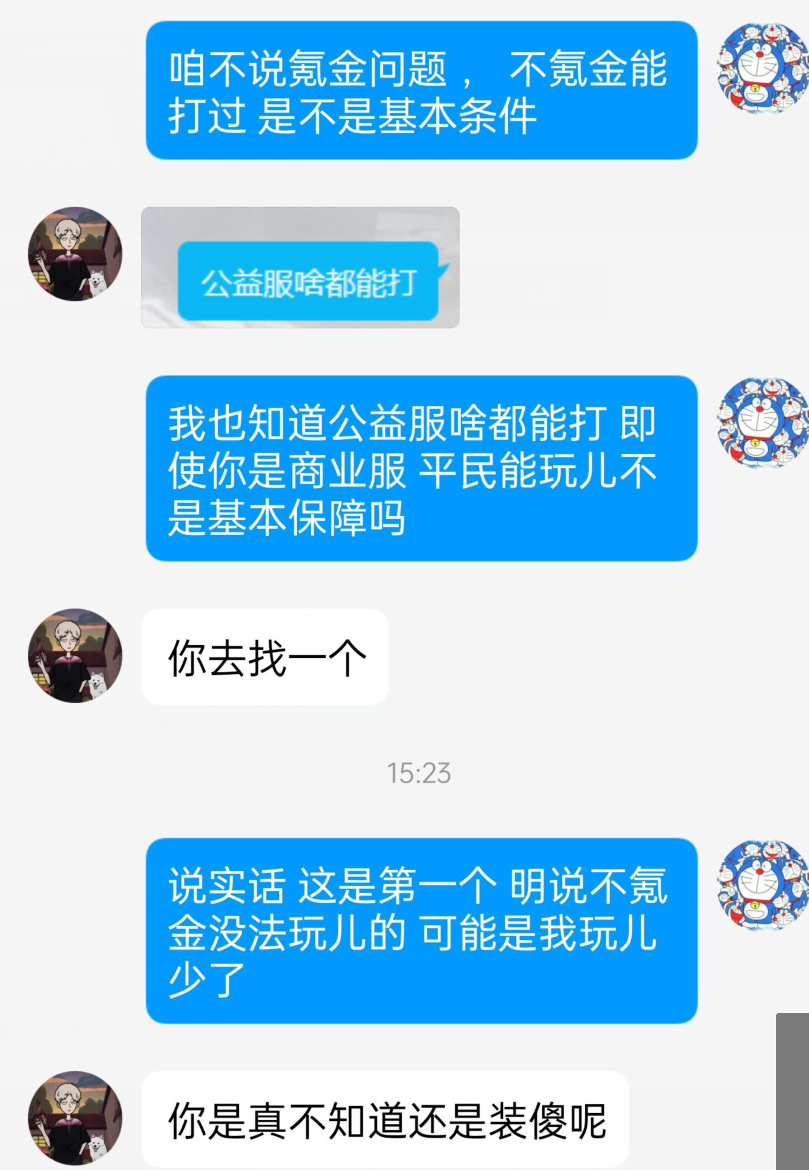 咱不说氪金问题， 不氪金能
打过 是不是基本条件
公益服啥都能打
我也知道公益服啥都能打 即
使你是商业服 平民能玩儿不
是基本保障吗
你去找一个
15:23
说实话 这是第一个 明说不氪
金没法玩儿的 可能是我玩儿
少了
你是真不知道还是装傻呢